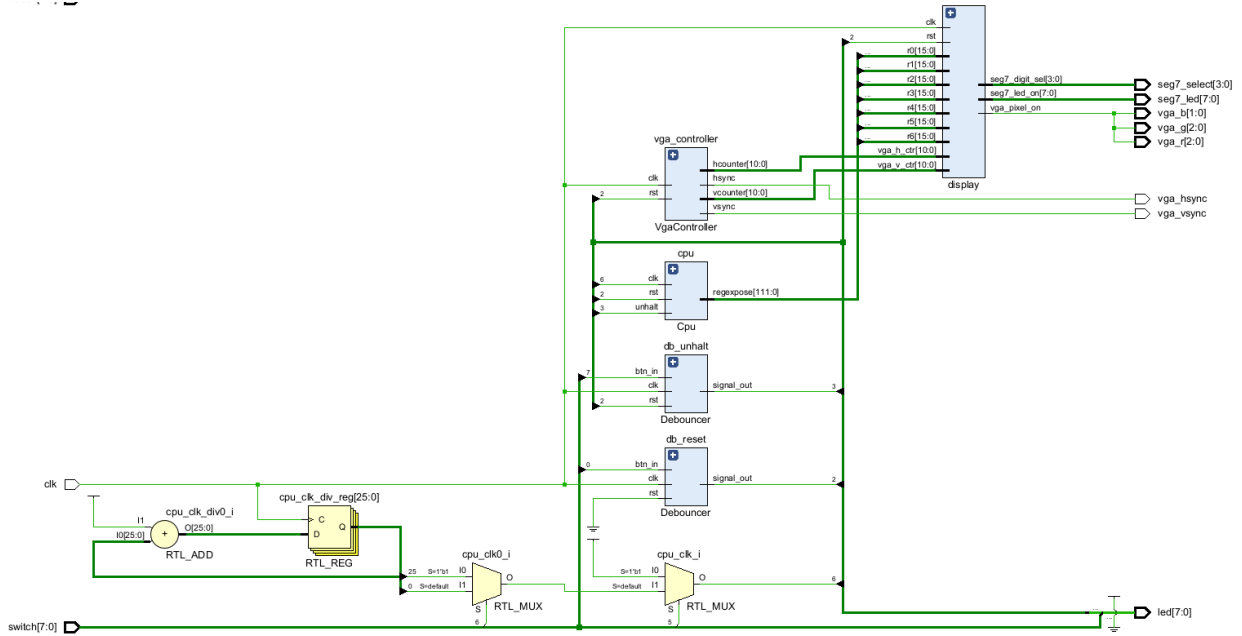 clk
2
rst
r0[15:0]
r1[15:0]
r2[15:0]
r3[15:0]
r4[15:0]
r5[15:0]
r6[15:0]
vga_h_ctr[10:0]
vga_v_ctr[10:0]
seg7_digit_sel[3:0]
seg7_led_on[7:0]
vga_pixel_on
display
seg7_select[3:0]
seg7_led[7:0]
vga_b[1:0]
vga_g[2:0]
vga_r[2:0]
vga_controller
clk
2
rst
hcounter[10:0]
hsync
vcounter[10:0]
vsync
VgaController
vga_hsync
vga_vsync
cpu
6
clk
2
rst
3
unhalt
regexpose[111:0]
Cpu
db_unhalt
7
btn_in
clk
2
rst
signal_out
3
Debouncer
db_reset
0
btn_in
clk
rst
signal_out
2
Debouncer
clk
cpu_clk_div0_i
I1
I0[25:0]
+
O[25:0]
RTL_ADD
cpu_clk_div_reg[25:0]
C
D
Q
RTL_REG
cpu_clk0_i
25
S=1'b1
I0
0
S=default
I1
O
S
6
RTL_MUX
cpu_clk_i
S=1'b1
I0
S=default
I1
O
S
5
RTL_MUX
6
switch[7:0]
led[7:0]